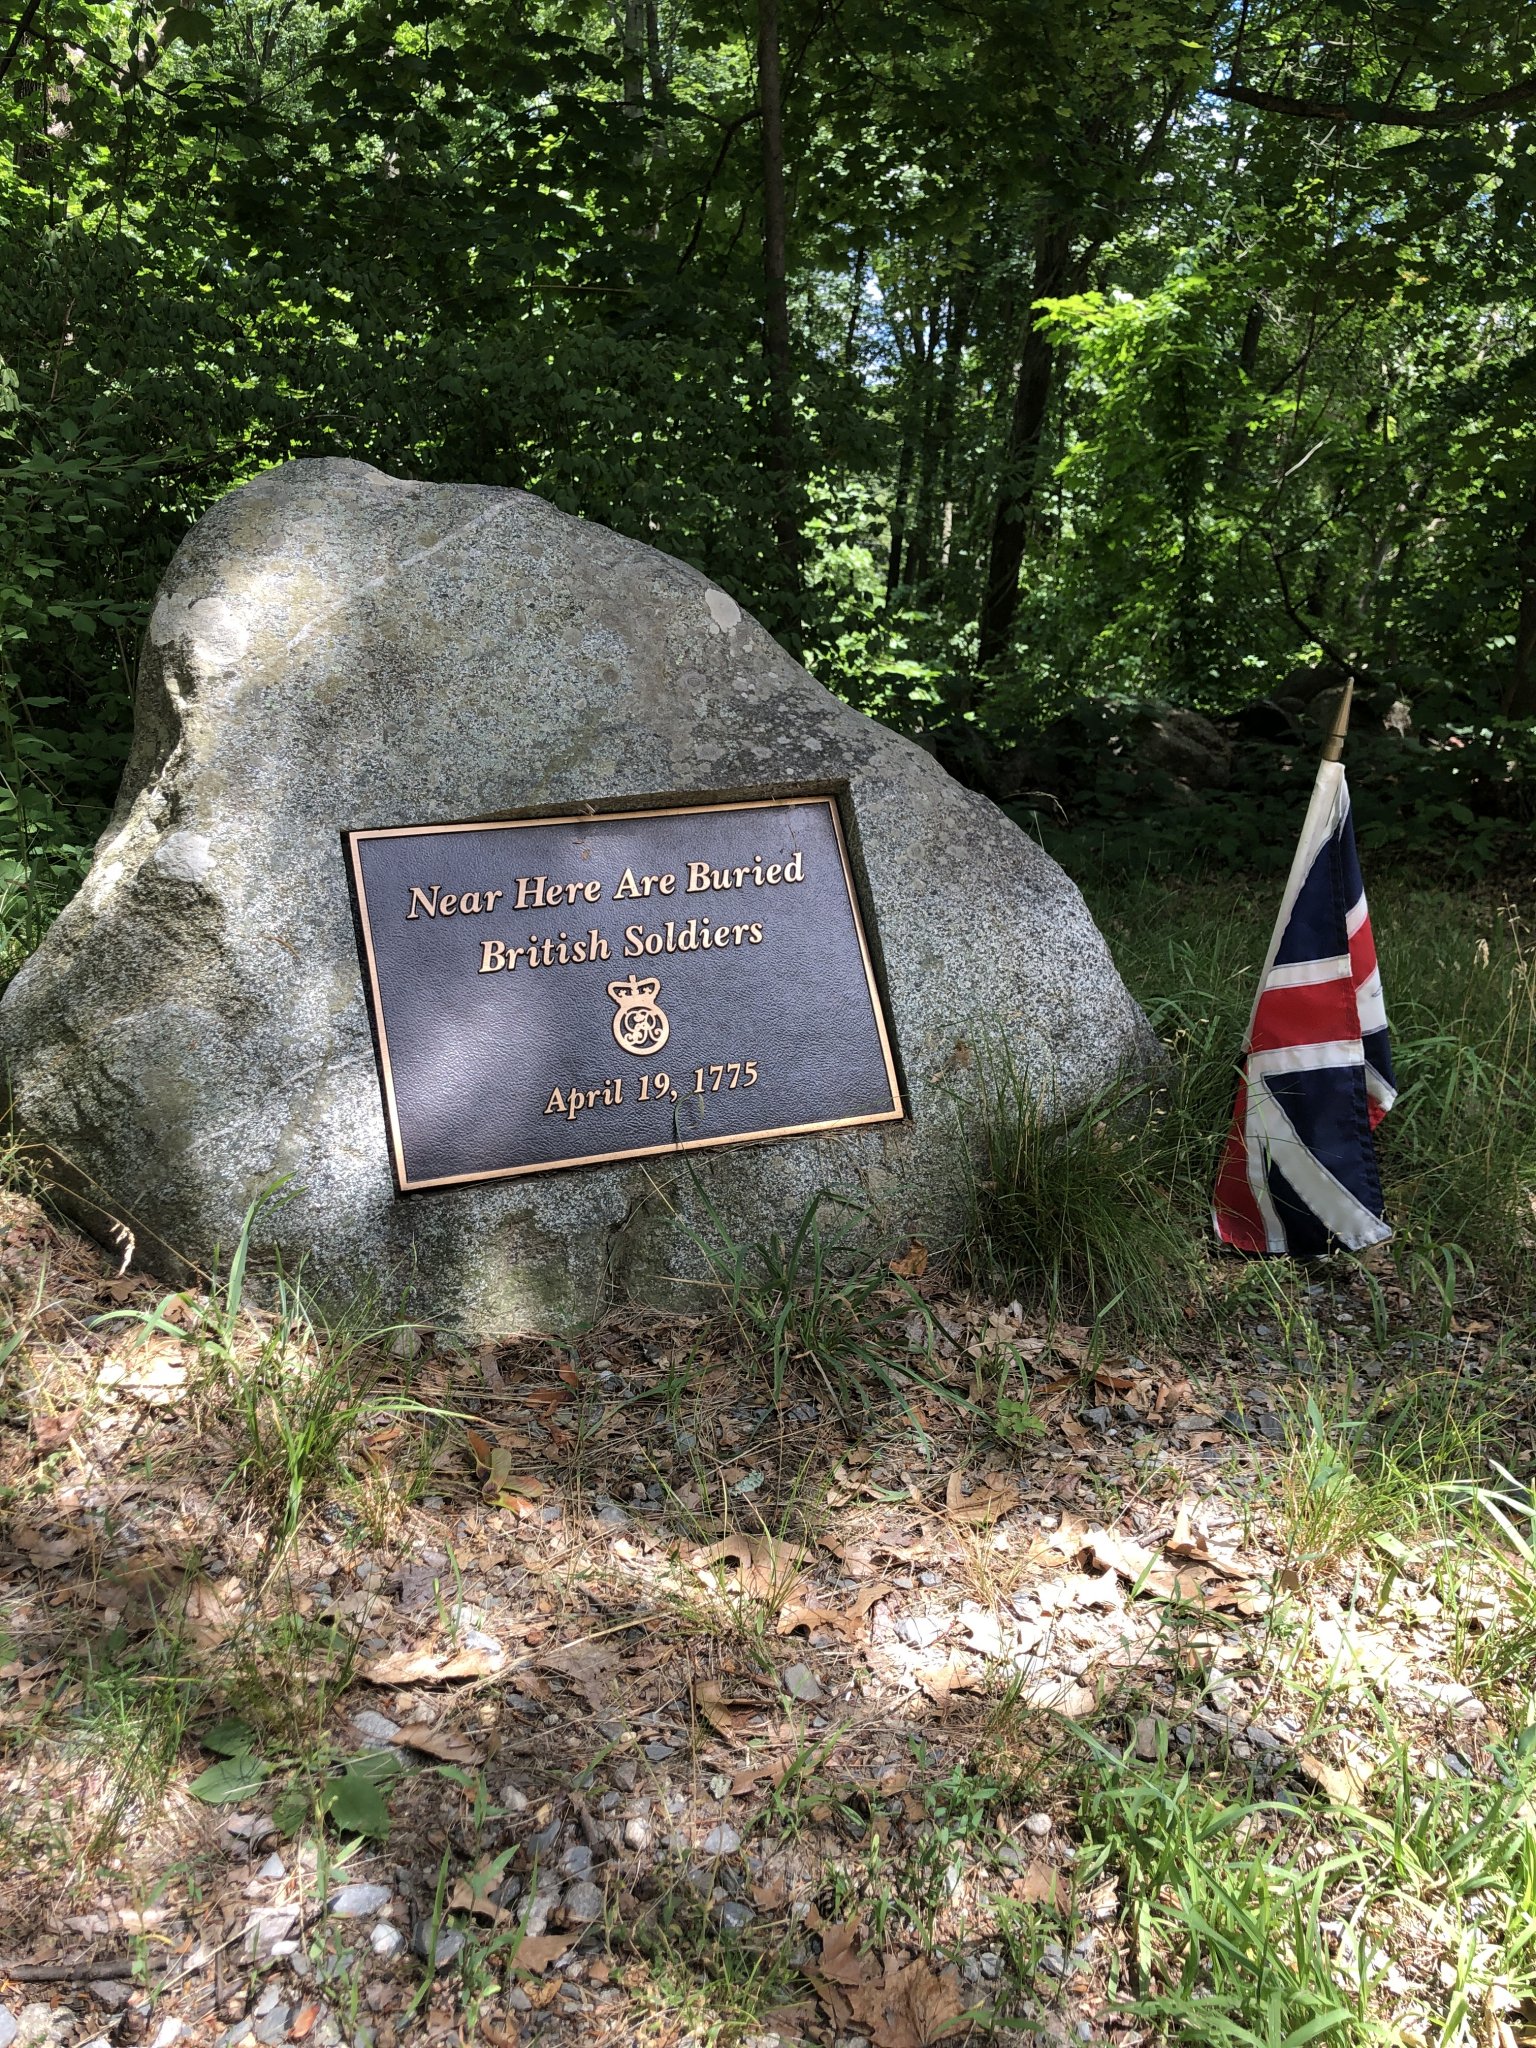 Near Here Are Buried
British Soldiers
GR
April 19, 1775